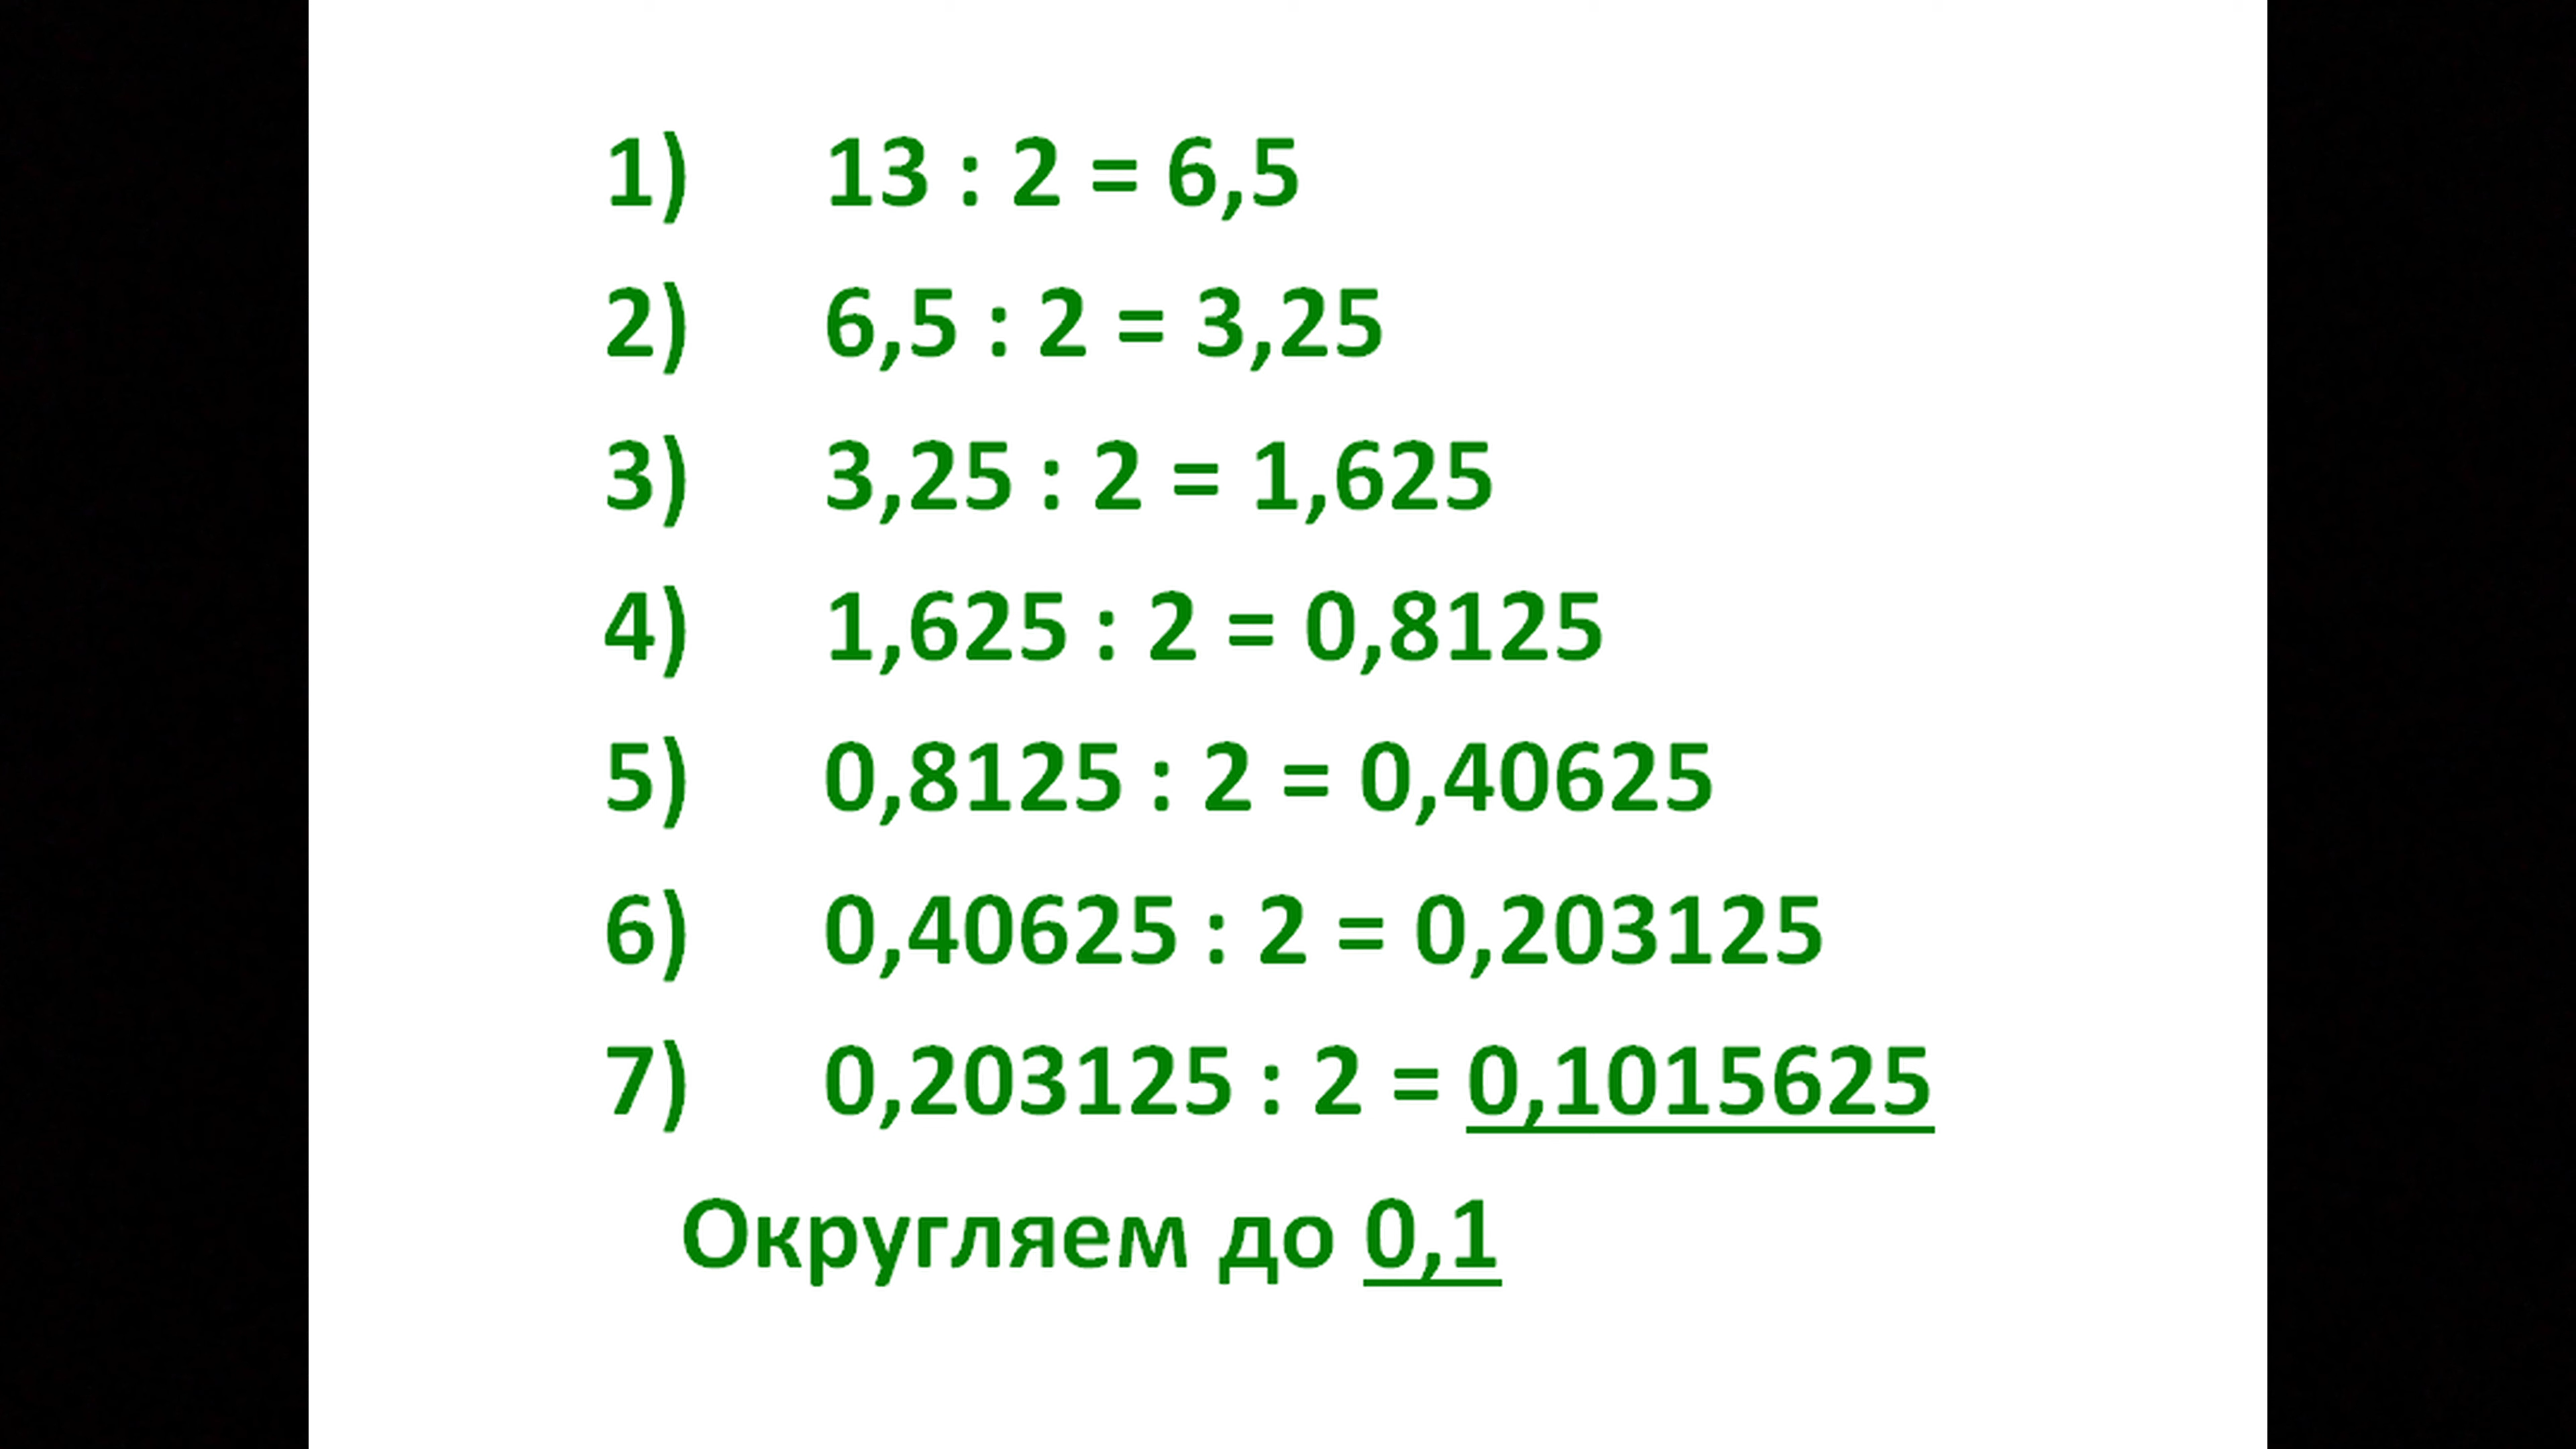 1) 13 : 2 = 6,5
2) 6,5 : 2 = 3,25
3) 3,25 : 2 = 1,625
4) 1,625 : 2 = 0,8125
5) 0,8125 : 2 = 0,40625
6) 0,40625 : 2 = 0,203125
7) 0,203125 : 2 = 0,1015625
Округляем до 0,1